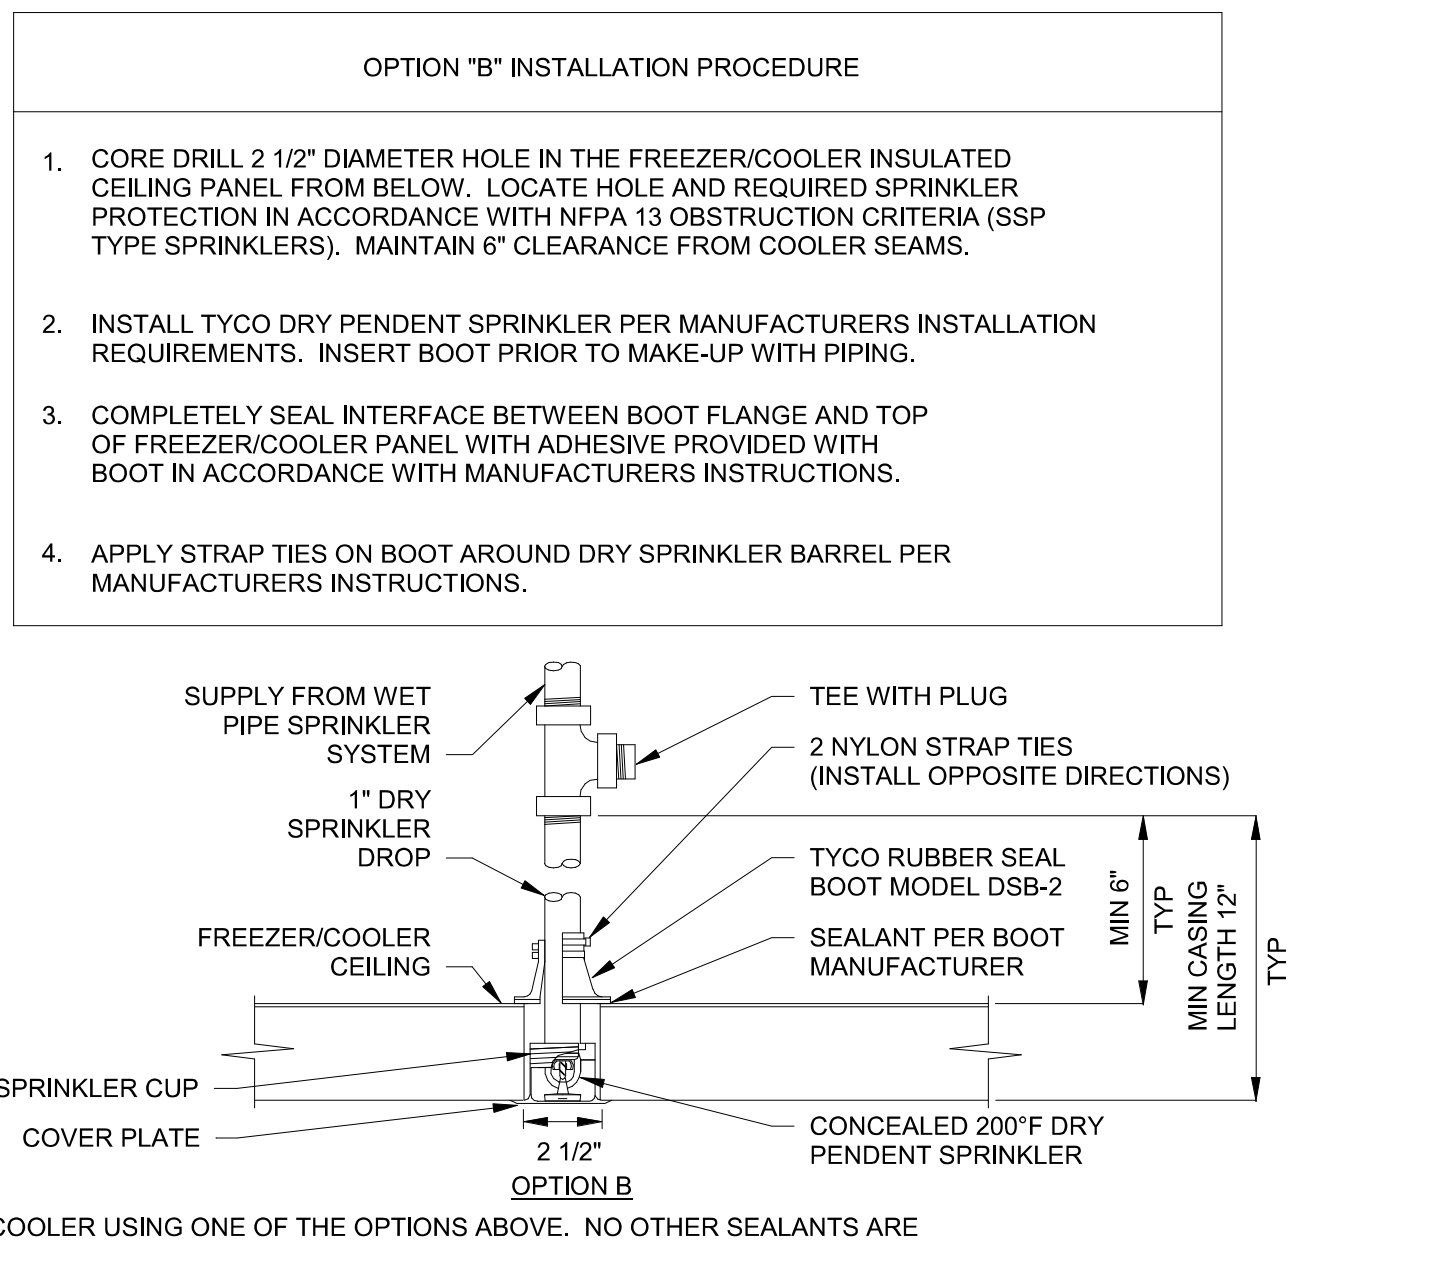 OPTION "B" INSTALLATION PROCEDURE
1. CORE DRILL 2 1/2" DIAMETER HOLE IN THE FREEZER/COOLER INSULATED
CEILING PANEL FROM BELOW. LOCATE HOLE AND REQUIRED SPRINKLER
PROTECTION IN ACCORDANCE WITH NFPA 13 OBSTRUCTION CRITERIA (SSP
TYPE SPRINKLERS). MAINTAIN 6" CLEARANCE FROM COOLER SEAMS.
2. INSTALL TYCO DRY PENDENT SPRINKLER PER MANUFACTURERS INSTALLATION
REQUIREMENTS. INSERT BOOT PRIOR TO MAKE-UP WITH PIPING.
3. COMPLETELY SEAL INTERFACE BETWEEN BOOT FLANGE AND TOP
OF FREEZER/COOLER PANEL WITH ADHESIVE PROVIDED WITH
BOOT IN ACCORDANCE WITH MANUFACTURERS INSTRUCTIONS.
4. APPLY STRAP TIES ON BOOT AROUND DRY SPRINKLER BARREL PER
MANUFACTURERS INSTRUCTIONS.
SUPPLY FROM WET
PIPE SPRINKLER
SYSTEM
1" DRY
SPRINKLER
DROP
FREEZER/COOLER
CEILING
SPRINKLER CUP
COVER PLATE
TEE WITH PLUG
2 NYLON STRAP TIES
(INSTALL OPPOSITE DIRECTIONS)
TYCO RUBBER SEAL
BOOT MODEL DSB-2
SEALANT PER BOOT
MANUFACTURER
CONCEALED 200°F DRY
PENDENT SPRINKLER
MIN 6"
TYP
MIN CASING
LENGTH 12"
TYP
2 1/2"
OPTION B
COOLER USING ONE OF THE OPTIONS ABOVE. NO OTHER SEALANTS ARE